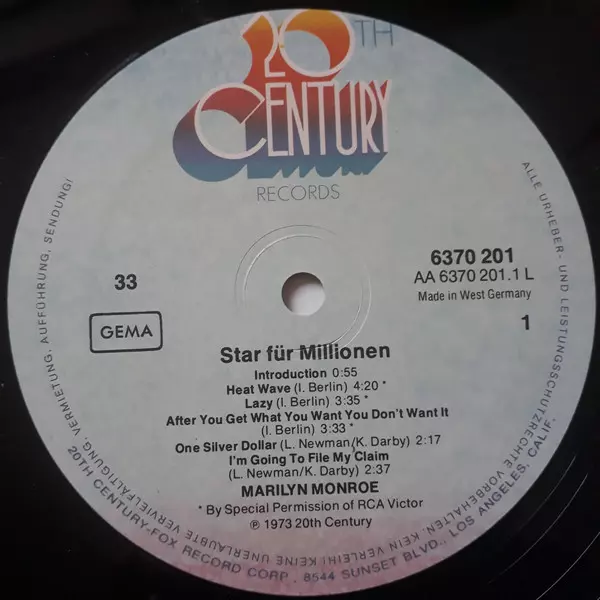 20TH
CENTURY
RECORDS
33
GEMA
6370 201
AA 6370 201.1 L
Made in West Germany
1
Star für Millionen
Introduction 0:55
Heat Wave (I. Berlin) 4:20 *
Lazy (I. Berlin) 3:35 *
After You Get What You Want You Don't Want It
(I. Berlin) 3:33 *
One Silver Dollar (L. Newman/K. Darby) 2:17
I'm Going To File My Claim
(L. Newman/K. Darby) 2:37
MARILYN MONROE
* By Special Permission of RCA Victor
℗ 1973 20th Century
ALLE URHEBER- UND LEISTUNGSSCHUTZRECHTE VORBEHALTEN. KEIN VERLEIH! KEINE UNERLAUBTE VERVIELFÄLTIGUNG, VERMIETUNG, AUFFÜHRUNG, SENDUNG!
20TH CENTURY-FOX RECORD CORP., 8544 SUNSET BLVD., LOS ANGELES, CALIF.